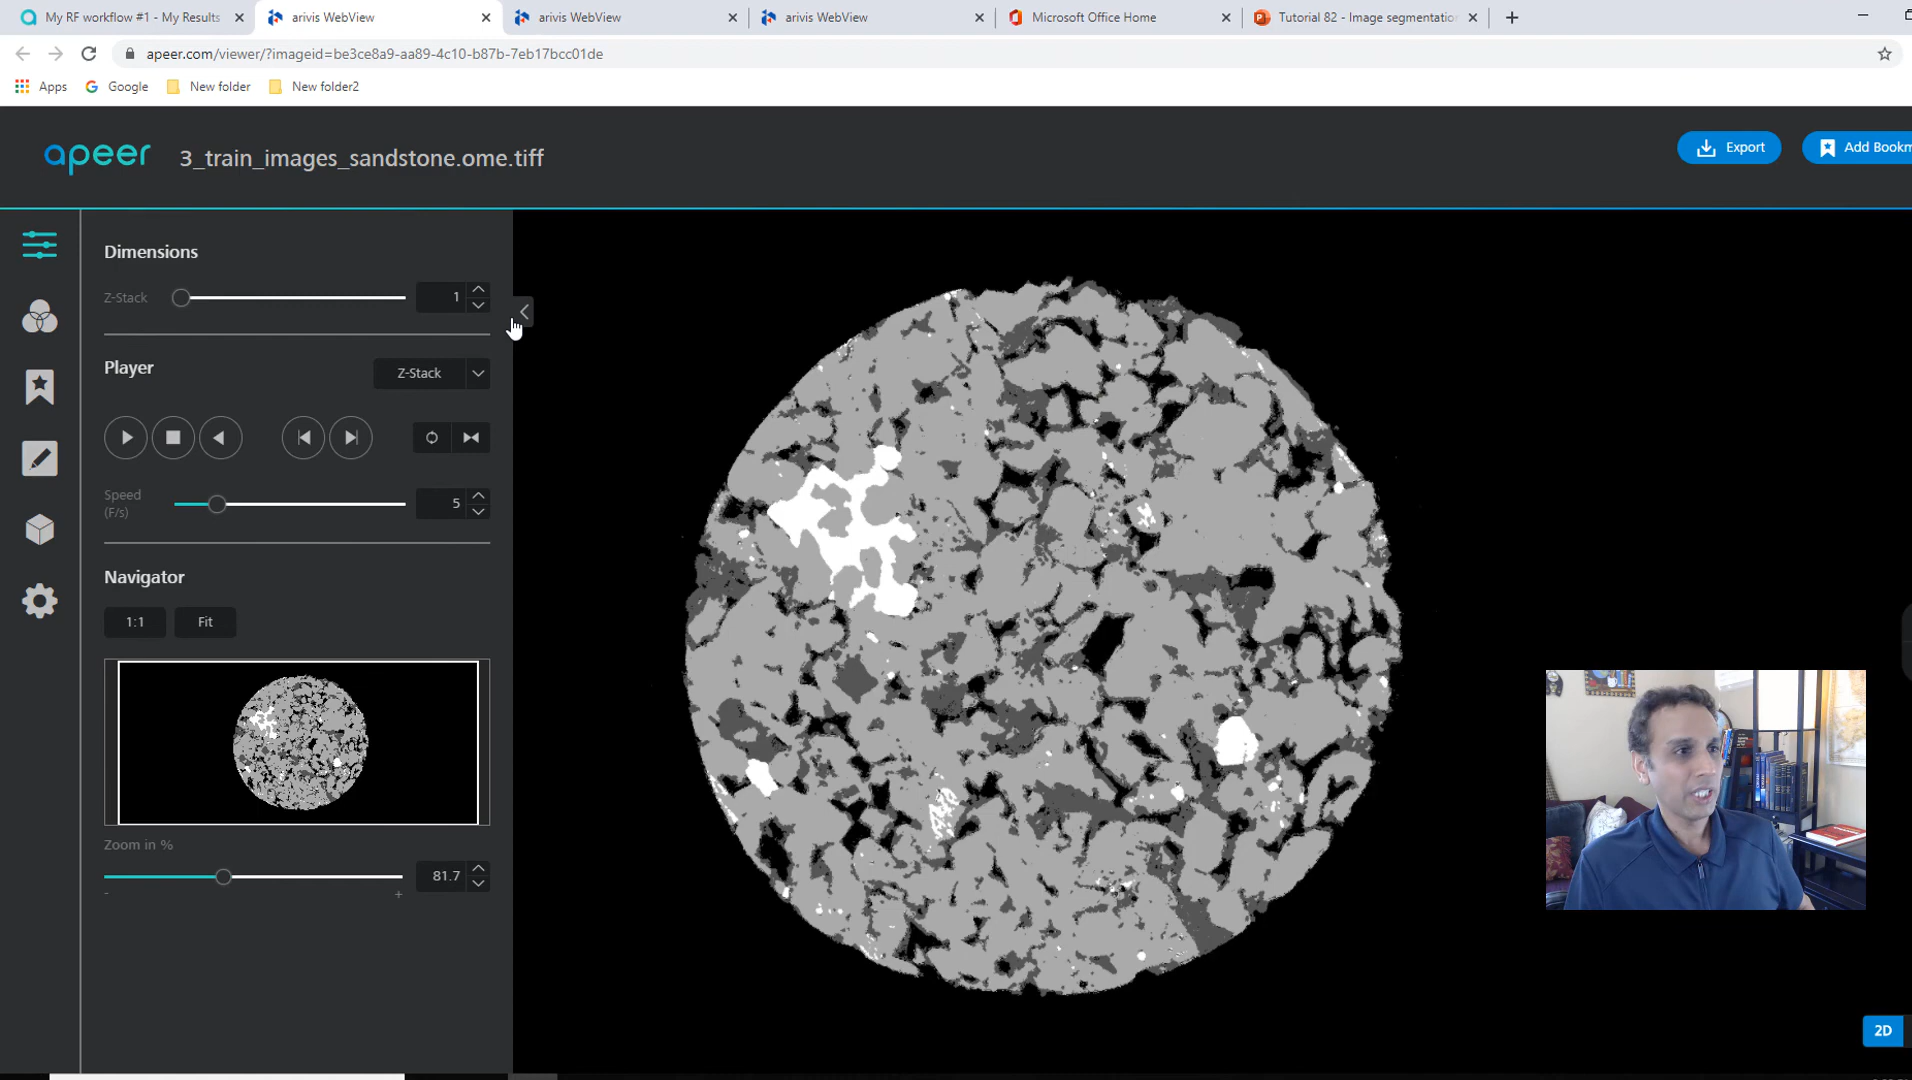 My RF workflow #1 - My Results
arivis WebView
arivis WebView
arivis WebView
Microsoft Office Home
Tutorial 82 - Image segmentatio
apeer.com/viewer/?imageid=be3ce8a9-aa89-4c10-b87b-7eb17bcc01de
Apps
Google
New folder
New folder2
apeer
3_train_images_sandstone.ome.tiff
Export
Add Bookm
Dimensions
Z-Stack
1
Player
Z-Stack
Speed
(F/s)
5
Navigator
1:1
Fit
Zoom in %
81.7
-
+
2D